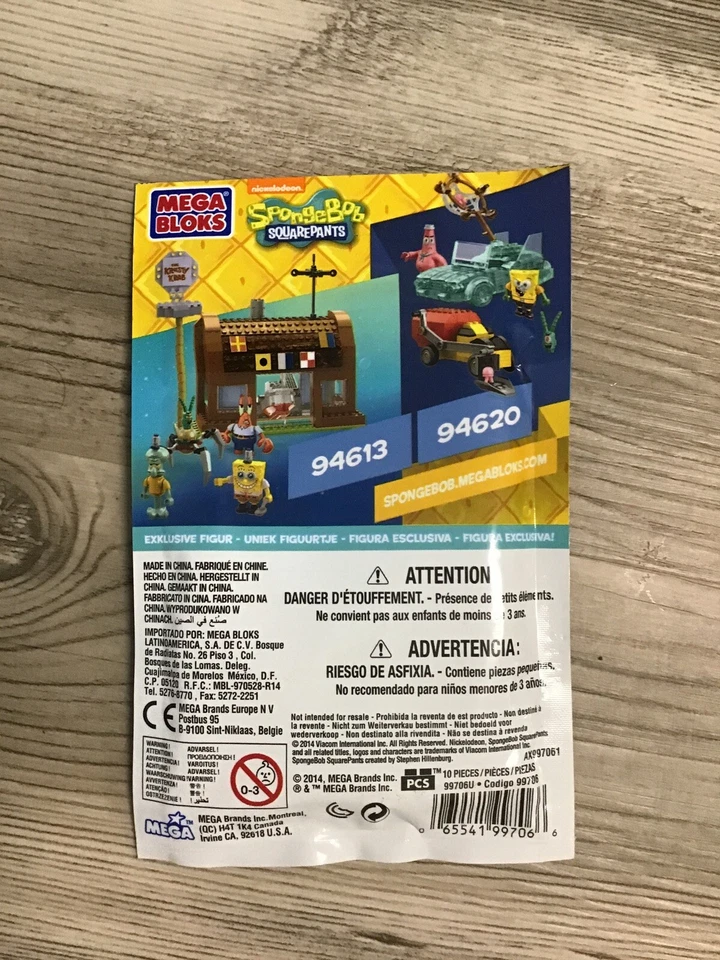 MEGA
BLOKS
nickelodeon
SpongeBob
SQUAREPANTS
THE
KRUSTY
KRAB
94613
94620
SPONGEBOB.MEGABLOKS.COM
EXKLUSIVE FIGUR - UNIEK FIGUURTJE - FIGURA ESCLUSIVA - FIGURA EXCLUSIVA!
MADE IN CHINA. FABRIQUÉ EN CHINE.
HECHO EN CHINA. HERGESTELLT IN
CHINA. GEMAAKT IN CHINA.
FABBRICATO IN CINA. FABRICADO NA
CHINA. WYPRODUKOWANO W
CHINACH. صنع في الصين
IMPORTADO POR: MEGA BLOKS
LATINOAMERICA, S.A. DE C.V. Bosque
de Radiatas No. 26 Piso 3, Col.
Bosques de las Lomas. Deleg.
Cuajimalpa de Morelos México, D.F.
C.P. 05120 R.F.C.: MBL-970528-R14
Tel. 5276-8770, Fax: 5272-2251
CE MEGA Brands Europe N V
Postbus 95
B-9100 Sint-Niklaas, Belgie
ATTENTION
DANGER D'ÉTOUFFEMENT. - Présence de petits éléments.
Ne convient pas aux enfants de moins de 3 ans.
ADVERTENCIA:
RIESGO DE ASFIXIA. - Contiene piezas pequeñas.
No recomendado para niños menores de 3 años.
Not intended for resale - Prohibida la reventa de est producto - Non destiné à
la revente - Nicht zum Weiterverkauf bestimmt - Niet bedoeld voor
wederverkoop - Non destinato alla rivendita - Não se destina à revenda
© 2014 Viacom International Inc. All Rights Reserved. Nickelodeon, SpongeBob SquarePants
and all related titles, logos and characters are trademarks of Viacom International Inc.
SpongeBob SquarePants created by Stephen Hillenburg.
AXP97061
WARNING!
ATTENTION!
ADVERTENCIA!
ACHTUNG!
WAARSCHUWING!
AVVERTENZA!
ATENÇÃO!
OSTRZEŻENIE!
ADVARSEL!
ΠΡΟΕΙΔΟΠΟΙΗΣΗ!
VAROITUS!
ADVARSEL!
VARNING!
تحذير!
0-3
© 2014, MEGA Brands Inc.
® & ™ MEGA Brands Inc.
PCS™
10 PIECES / PIÈCES / PIEZAS
99706U • Codigo 99706
MEGA™
MEGA Brands Inc. Montreal,
(QC) H4T 1K4 Canada
Irvine CA, 92618 U.S.A.
0 65541 99706 6